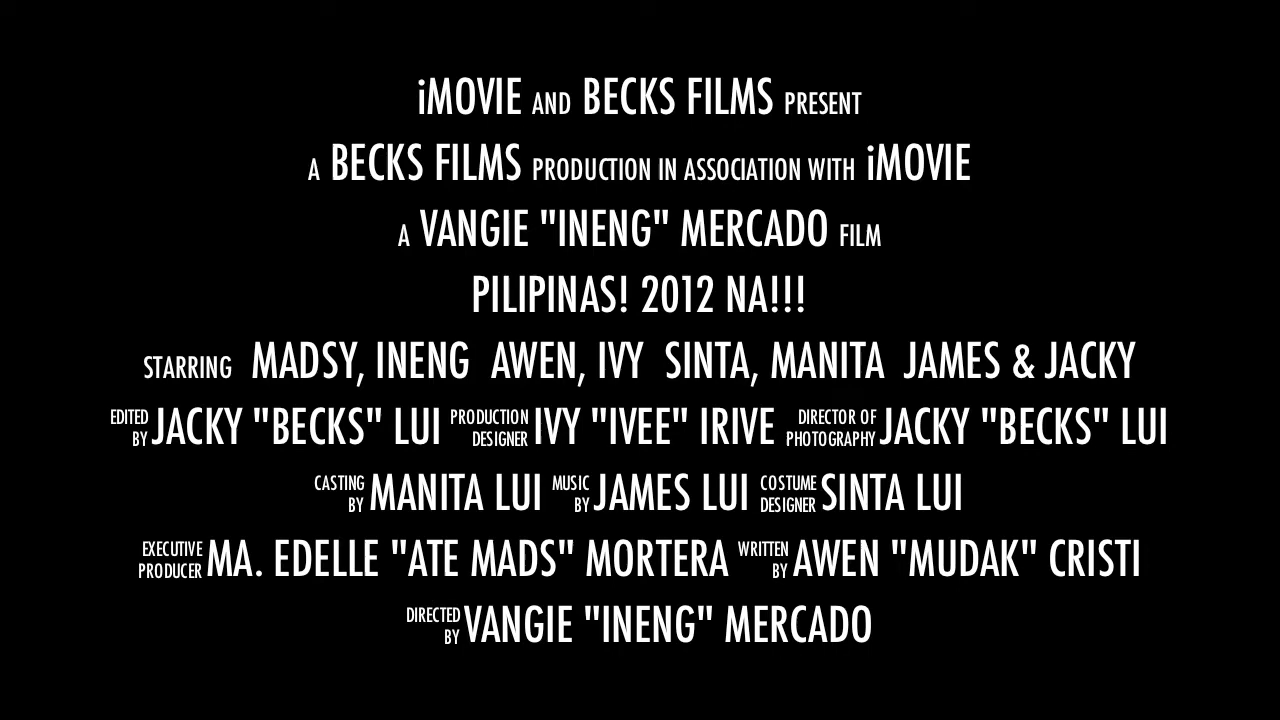 iMOVIE AND BECKS FILMS PRESENT
A BECKS FILMS PRODUCTION IN ASSOCIATION WITH iMOVIE
A VANGIE "INENG" MERCADO FILM
PILIPINAS! 2012 NA!!!
STARRING MADSY, INENG AWEN, IVY SINTA, MANITA JAMES & JACKY
EDITED BY JACKY "BECKS" LUI PRODUCTION DESIGNER IVY "IVEE" IRIVE DIRECTOR OF PHOTOGRAPHY JACKY "BECKS" LUI
CASTING BY MANITA LUI MUSIC BY JAMES LUI COSTUME DESIGNER SINTA LUI
EXECUTIVE PRODUCER MA. EDELLE "ATE MADS" MORTERA WRITTEN BY AWEN "MUDAK" CRISTI
DIRECTED BY VANGIE "INENG" MERCADO